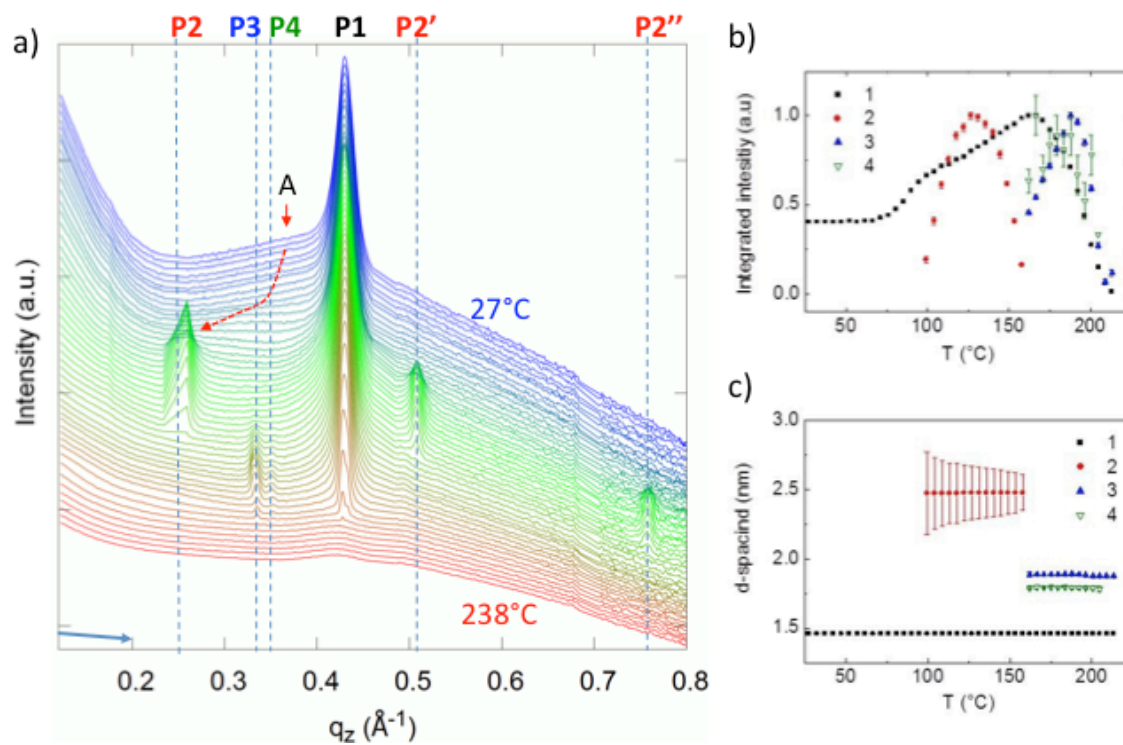 a)
P2 P3 P4 P1 P2’ P2’’
A
27°C
238°C
Intensity (a.u.)
0.2 0.3 0.4 0.5 0.6 0.7 0.8
qz (Å-1)
b)
Integrated intesitiy (a.u)
1.0
0.5
0.0
1
2
3
4
50 100 150 200
T (°C)
c)
d-spacind (nm)
3.0
2.5
2.0
1.5
1
2
3
4
50 100 150 200
T (°C)